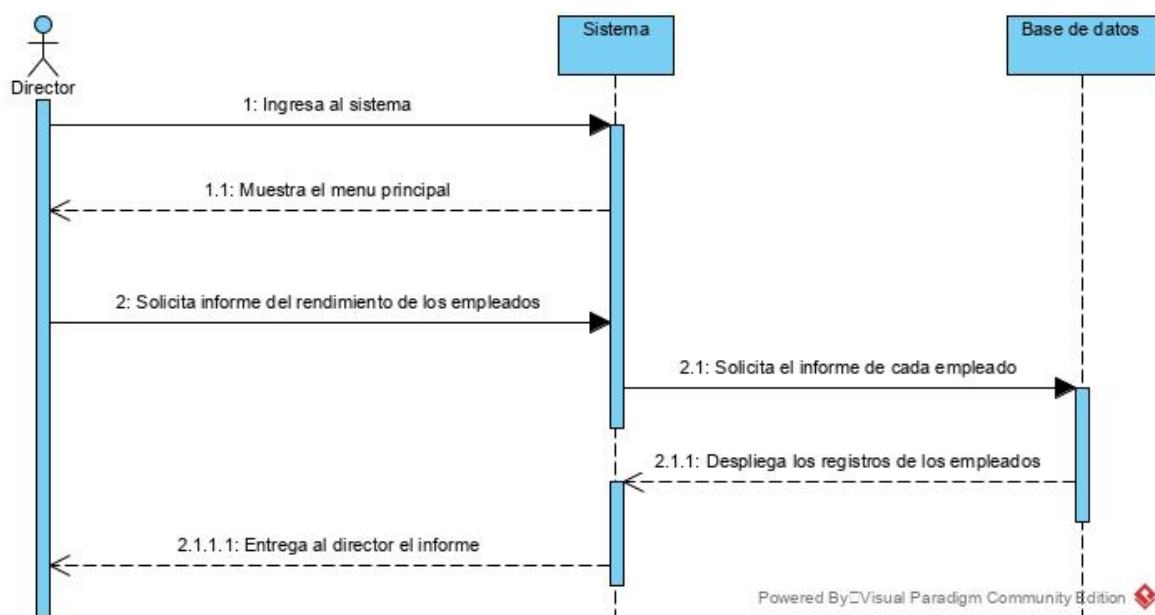 Sistema
Base de datos
Director
1: Ingresa al sistema
1.1: Muestra el menu principal
2: Solicita informe del rendimiento de los empleados
2.1: Solicita el informe de cada empleado
2.1.1: Despliega los registros de los empleados
2.1.1.1: Entrega al director el informe
Powered By□Visual Paradigm Community Edition